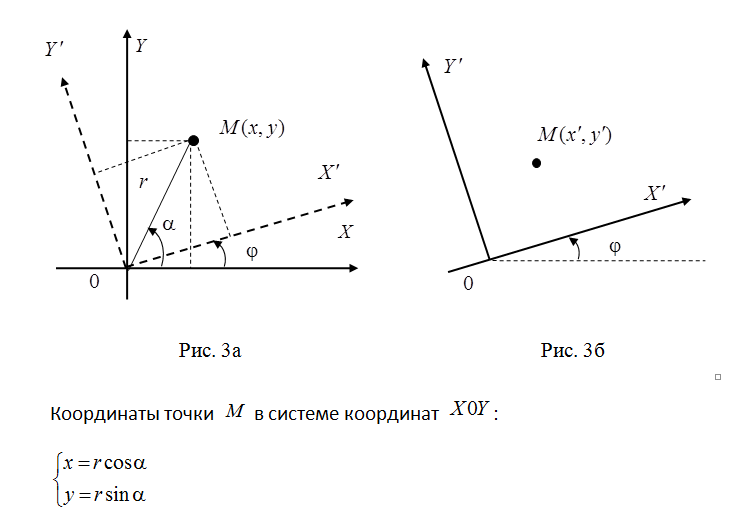 Y′ Y
M(x, y)
X′
r
α
X
φ
0
Y′
M(x′, y′)
X′
φ
0
Рис. 3а Рис. 3б
Координаты точки M в системе координат X0Y :
{x = r cos α
y = r sin α